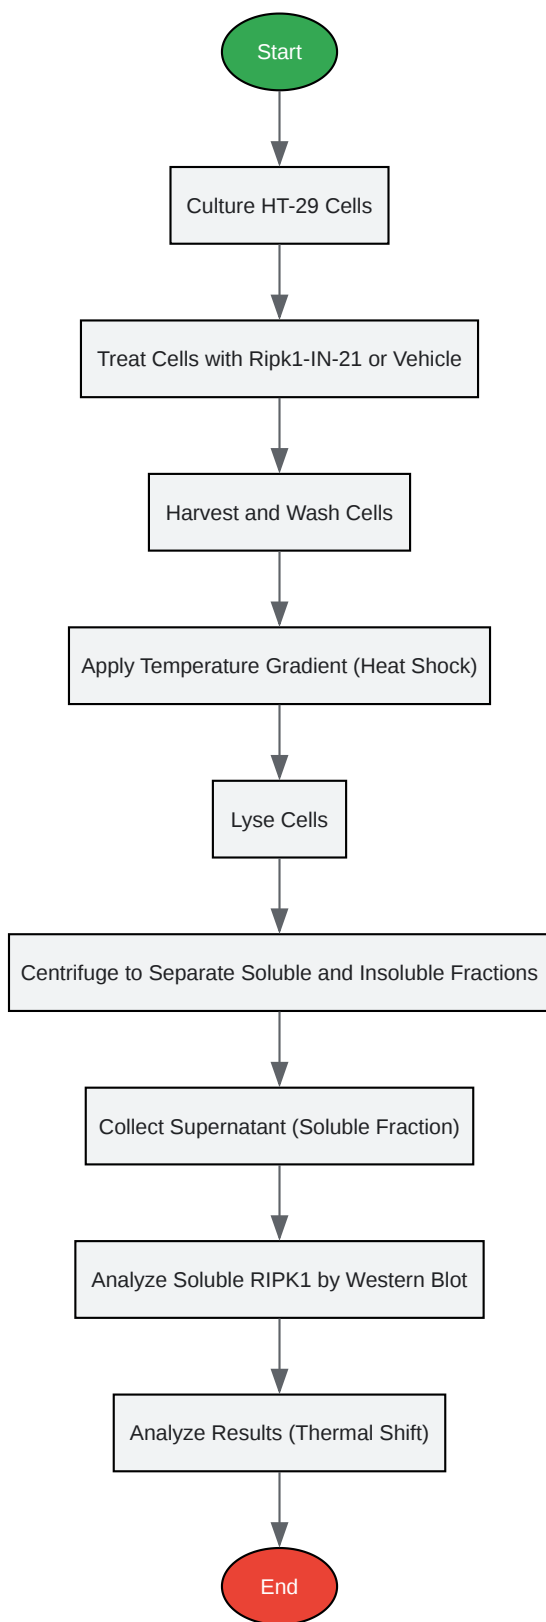 Start
Culture HT-29 Cells
Treat Cells with Ripk1-IN-21 or Vehicle
Harvest and Wash Cells
Apply Temperature Gradient (Heat Shock)
Lyse Cells
Centrifuge to Separate Soluble and Insoluble Fractions
Collect Supernatant (Soluble Fraction)
Analyze Soluble RIPK1 by Western Blot
Analyze Results (Thermal Shift)
End